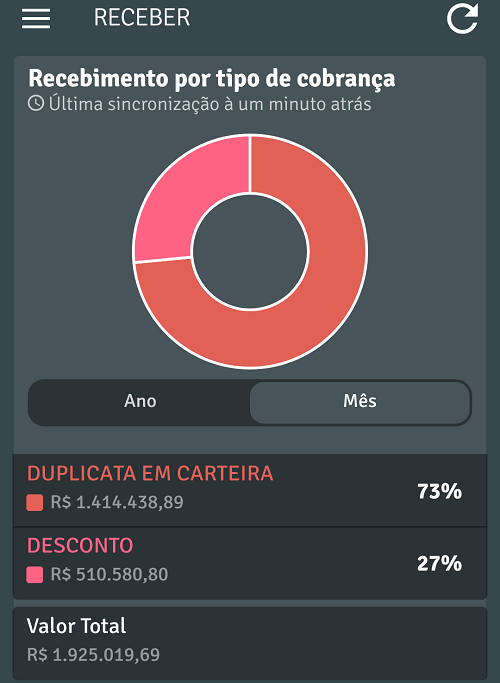 RECEBER
Recebimento por tipo de cobrança
Última sincronização à um minuto atrás
Ano
Mês
DUPLICATA EM CARTEIRA
R$ 1.414.438,89
73%
DESCONTO
R$ 510.580,80
27%
Valor Total
R$ 1.925.019,69